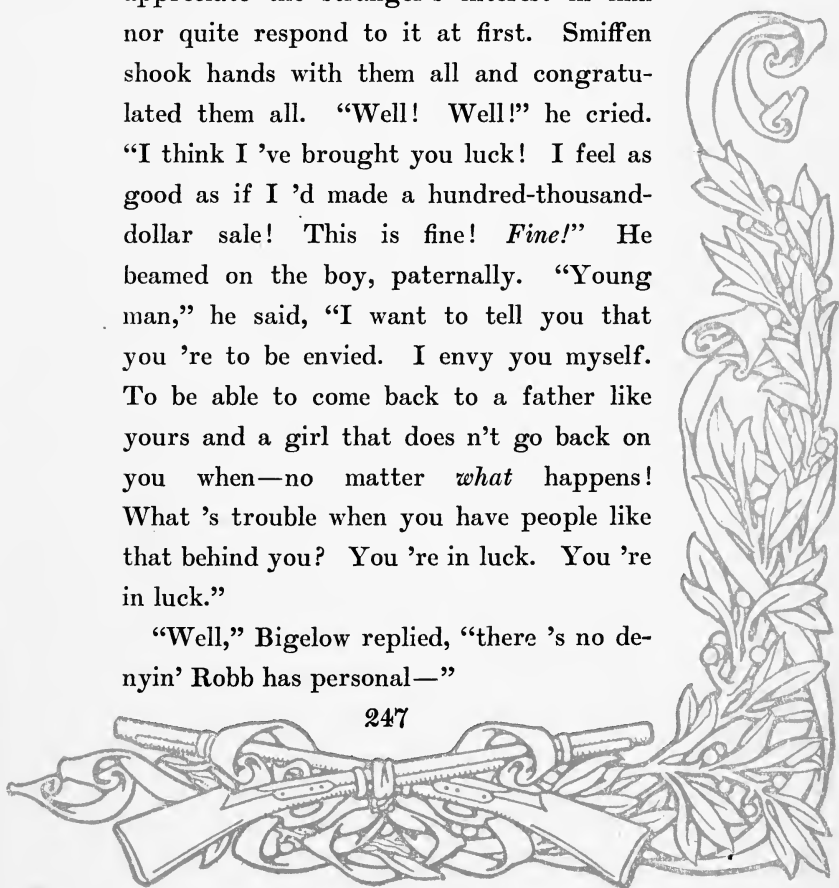 appreciate the stranger's interest in him
nor quite respond to it at first. Smiffen
shook hands with them all and congratu-
lated them all. “Well! Well!” he cried.
“I think I 've brought you luck! I feel as
good as if I 'd made a hundred-thousand-
dollar sale! This is fine! Fine!” He
beamed on the boy, paternally. “Young
man,” he said, “I want to tell you that
you 're to be envied. I envy you myself.
To be able to come back to a father like
yours and a girl that does n't go back on
you when—no matter what happens!
What 's trouble when you have people like
that behind you? You 're in luck. You 're
in luck.”
“Well,” Bigelow replied, “there 's no de-
nyin' Robb has personal—”
247